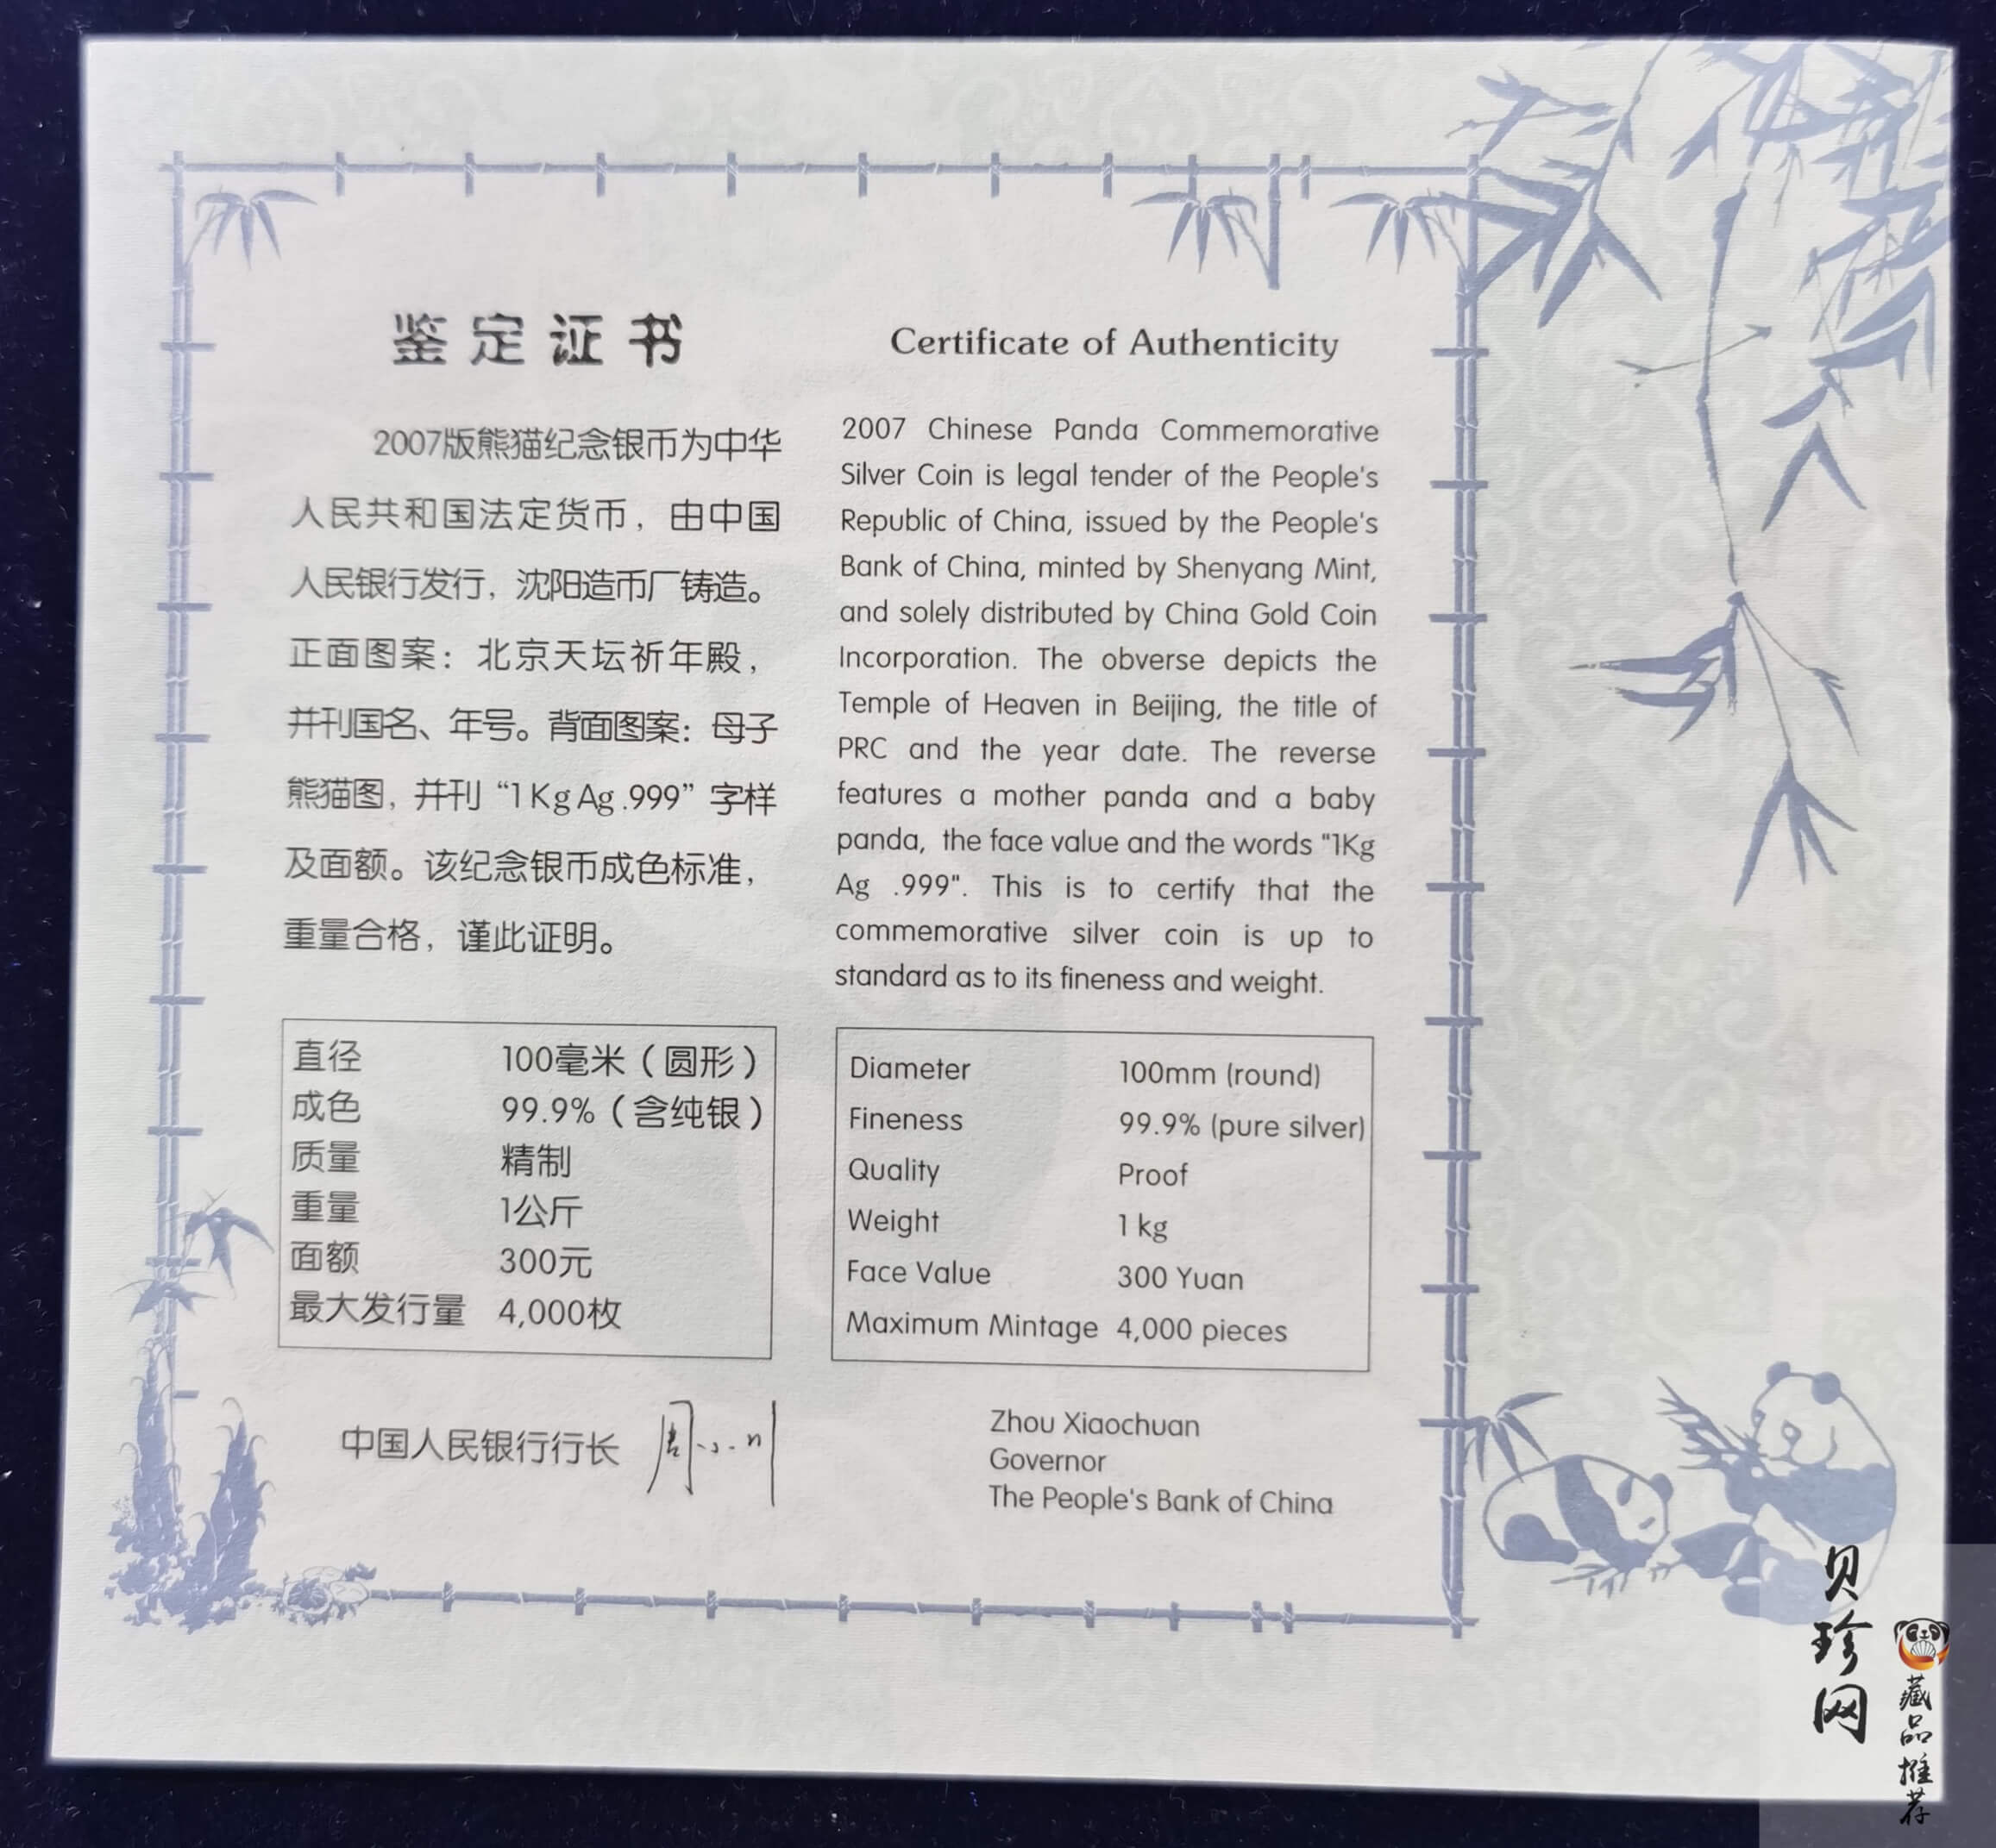 鉴定证书
2007版熊猫纪念银币为中华
人民共和国法定货币，由中国
人民银行发行，沈阳造币厂铸造。
正面图案：北京天坛祈年殿，
并刊国名、年号。背面图案：母子
熊猫图，并刊“1Kg Ag .999”字样
及面额。该纪念银币成色标准，
重量合格，谨此证明。
直径 100毫米（圆形）
成色 99.9%（含纯银）
质量 精制
重量 1公斤
面额 300元
最大发行量 4,000枚
中国人民银行行长 周小川
Certificate of Authenticity
2007 Chinese Panda Commemorative
Silver Coin is legal tender of the People's
Republic of China, issued by the People's
Bank of China, minted by Shenyang Mint,
and solely distributed by China Gold Coin
Incorporation. The obverse depicts the
Temple of Heaven in Beijing, the title of
PRC and the year date. The reverse
features a mother panda and a baby
panda, the face value and the words "1Kg
Ag .999". This is to certify that the
commemorative silver coin is up to
standard as to its fineness and weight.
Diameter 100mm (round)
Fineness 99.9% (pure silver)
Quality Proof
Weight 1 kg
Face Value 300 Yuan
Maximum Mintage 4,000 pieces
Zhou Xiaochuan
Governor
The People's Bank of China
贝珍网
藏品推荐